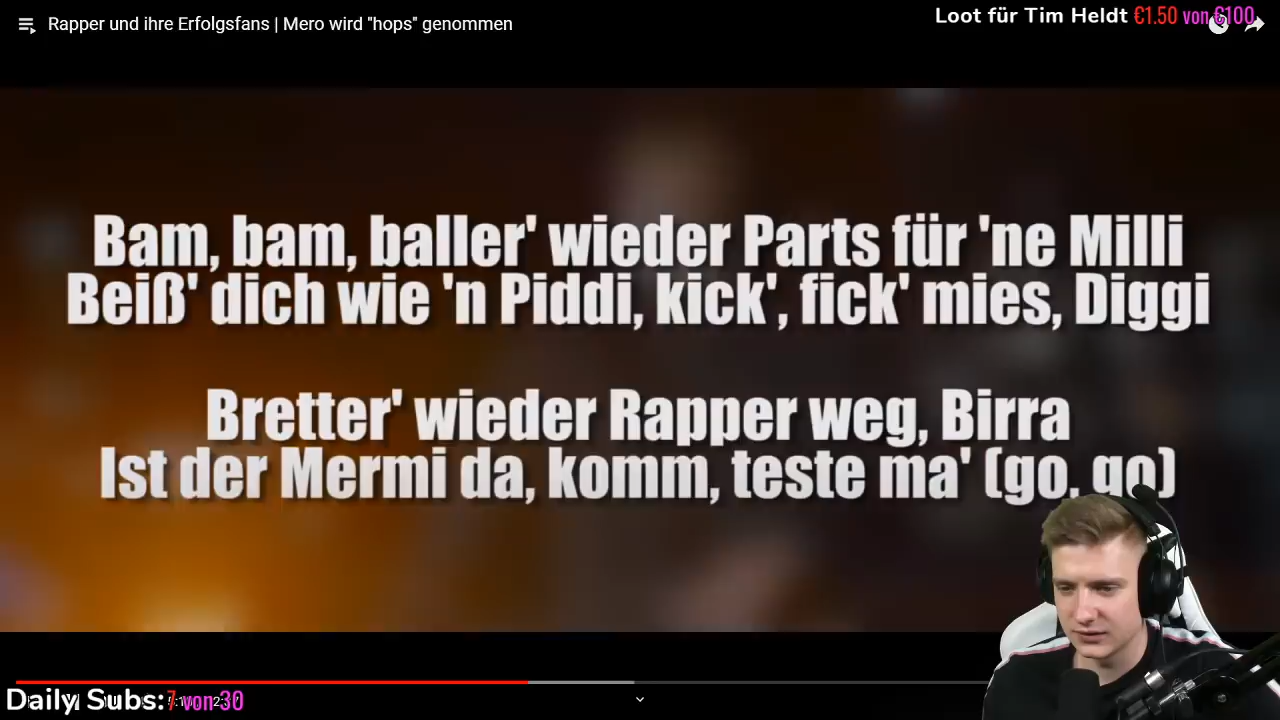 Rapper und ihre Erfolgsfans | Mero wird "hops" genommen
Loot für Tim Heldt €1.50 von €100
Bam, bam, baller' wieder Parts für 'ne Milli
Beiß' dich wie 'n Piddi, kick', fick' mies, Diggi
Bretter' wieder Rapper weg, Birra
Ist der Mermi da, komm, teste ma' (go, go)
Daily Subs: 7 von 30